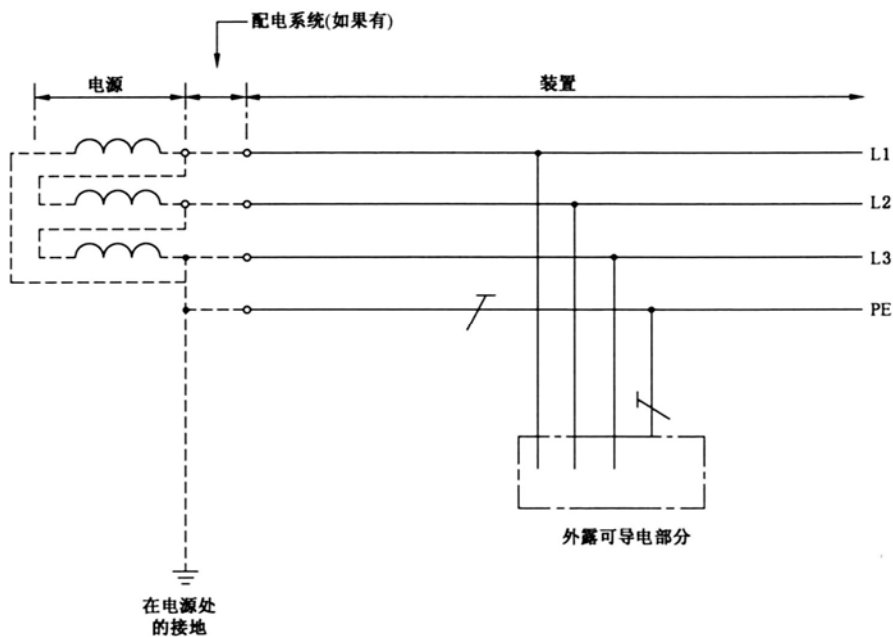 配电系统(如果有)
电源
装置
L1
L2
L3
PE
外露可导电部分
在电源处
的接地